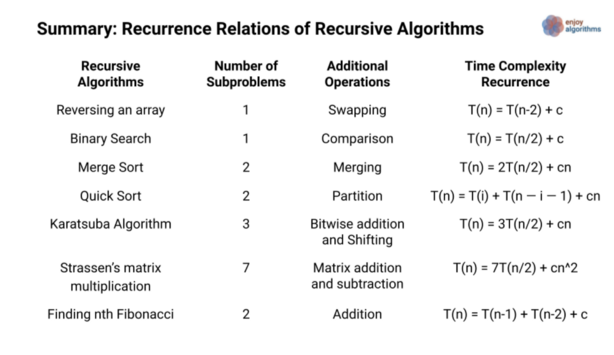 Summary: Recurrence Relations of Recursive Algorithms
enjoy
algorithms
Recursive Algorithms Number of Subproblems Additional Operations Time Complexity Recurrence
Reversing an array 1 Swapping T(n) = T(n-2) + c
Binary Search 1 Comparison T(n) = T(n/2) + c
Merge Sort 2 Merging T(n) = 2T(n/2) + cn
Quick Sort 2 Partition T(n) = T(i) + T(n − i − 1) + cn
Karatsuba Algorithm 3 Bitwise addition and Shifting T(n) = 3T(n/2) + cn
Strassen's matrix multiplication 7 Matrix addition and subtraction T(n) = 7T(n/2) + cn^2
Finding nth Fibonacci 2 Addition T(n) = T(n-1) + T(n-2) + c